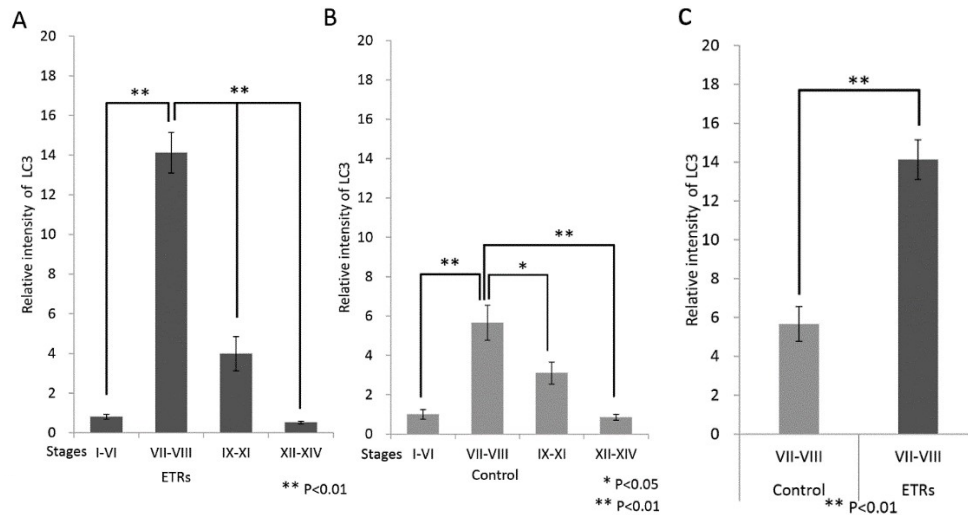 A
Relative intensity of LC3
20
18
16
14
12
10
8
6
4
2
0
** **
Stages I-VI VII-VIII IX-XI XII-XIV
ETRs
** P<0.01
B
Relative intensity of LC3
20
18
16
14
12
10
8
6
4
2
0
**
** *
Stages I-VI VII-VIII IX-XI XII-XIV
Control
* P<0.05
** P<0.01
C
Relative intensity of LC3
20
18
16
14
12
10
8
6
4
2
0
**
VII-VIII VII-VIII
Control ETRs
** P<0.01